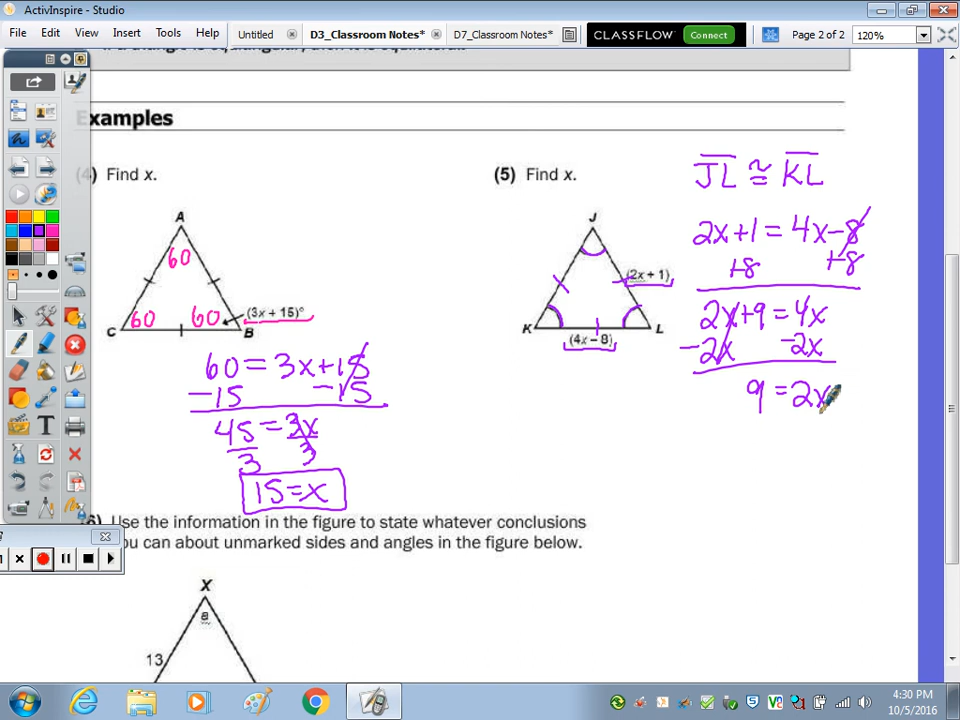 ActivInspire - Studio
File Edit View Insert Tools Help
Untitled
D3_Classroom Notes*
D7_Classroom Notes*
CLASSFLOW Connect
Page 2 of 2
120%
Examples
(4) Find x.
A
60
C 60
60
(3x + 15)°
B
60 = 3x+15
-15 -15
45 = 3x
3 3
15 = x
(5) Find x.
J
(2x + 1)
K
L
(4x – 8)
JL ≅ KL
2x+1 = 4x-8
+8 +8
2x+9 = 4x
-2x -2x
9 = 2x
6) Use the information in the figure to state whatever conclusions
you can about unmarked sides and angles in the figure below.
X
a
13
4:30 PM
10/5/2016